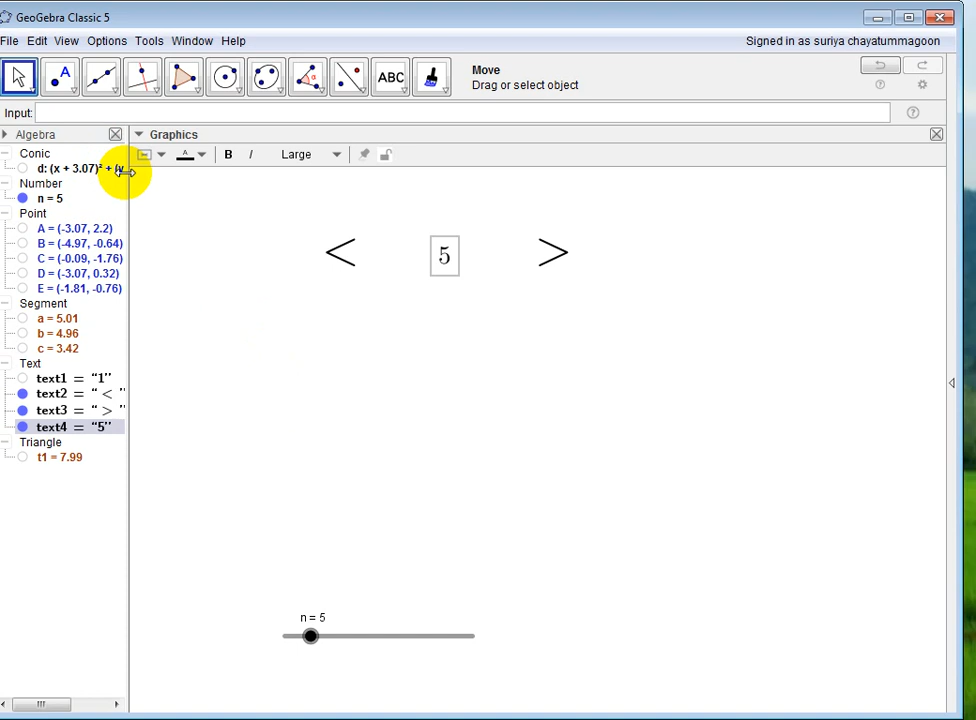 GeoGebra Classic 5
File Edit View Options Tools Window Help
Signed in as suriya chayatummagoon
A
α
ABC
Move
Drag or select object
Input:
Algebra
Graphics
B I Large
Conic
d: (x + 3.07)² + (y
Number
n = 5
Point
A = (-3.07, 2.2)
B = (-4.97, -0.64)
C = (-0.09, -1.76)
D = (-3.07, 0.32)
E = (-1.81, -0.76)
Segment
a = 5.01
b = 4.96
c = 3.42
Text
text1 = “1”
text2 = “ < ”
text3 = “ > ”
text4 = “5”
Triangle
t1 = 7.99
< 5 >
n = 5